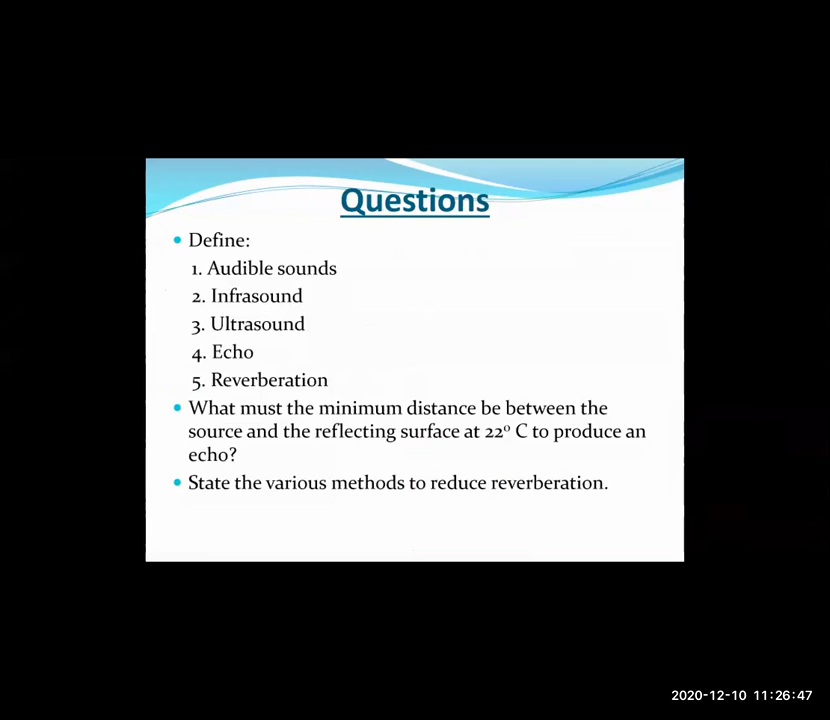 Questions
• Define:
1. Audible sounds
2. Infrasound
3. Ultrasound
4. Echo
5. Reverberation
• What must the minimum distance be between the
source and the reflecting surface at 22⁰ C to produce an
echo?
• State the various methods to reduce reverberation.
2020-12-10 11:26:47